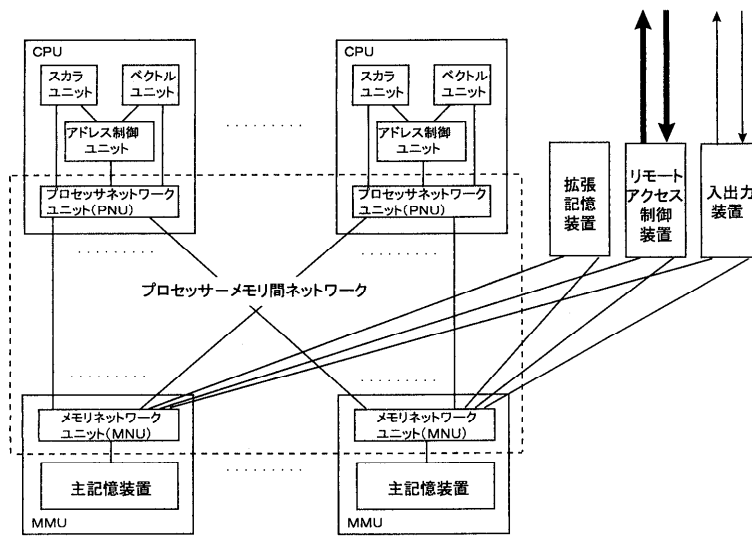 CPU
スカラ
ユニット
ベクトル
ユニット
アドレス制御
ユニット
プロセッサネットワーク
ユニット(PNU)
CPU
スカラ
ユニット
ベクトル
ユニット
アドレス制御
ユニット
プロセッサネットワーク
ユニット(PNU)
拡張
記憶
装置
リモート
アクセス
制御
装置
入出力
装置
プロセッサーメモリ間ネットワーク
メモリネットワーク
ユニット(MNU)
主記憶装置
MMU
メモリネットワーク
ユニット(MNU)
主記憶装置
MMU